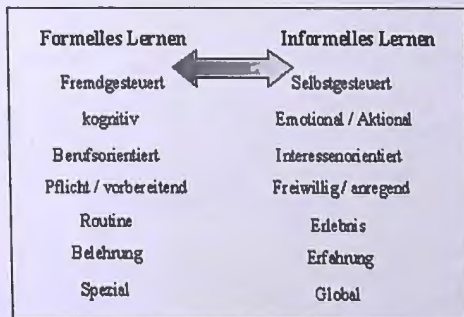 Formelles Lernen Informelles Lernen
Fremdgesteuert Selbstgesteuert
kognitiv Emotional / Aktional
Berufsorientiert Interessenorientiert
Pflicht / vorbereitend Freiwillig / anregend
Routine Erlebnis
Belehrung Erfahrung
Spezial Global